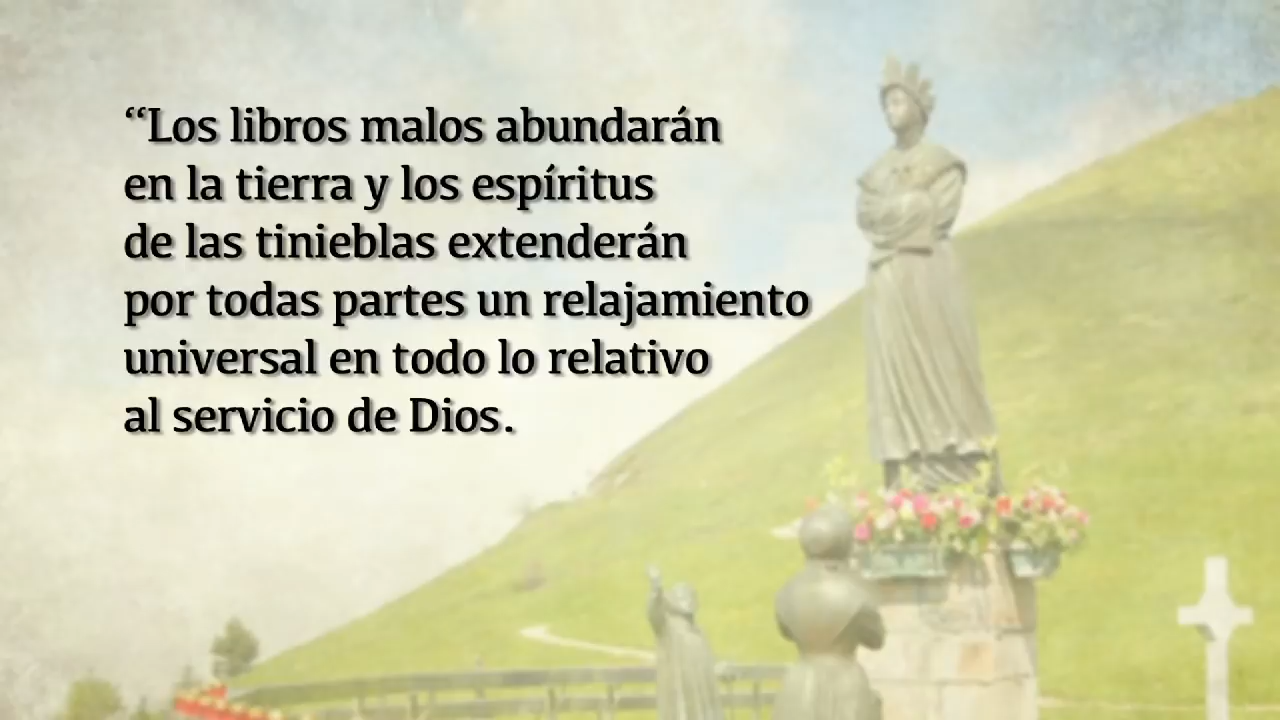 “Los libros malos abundarán
en la tierra y los espíritus
de las tinieblas extenderán
por todas partes un relajamiento
universal en todo lo relativo
al servicio de Dios.